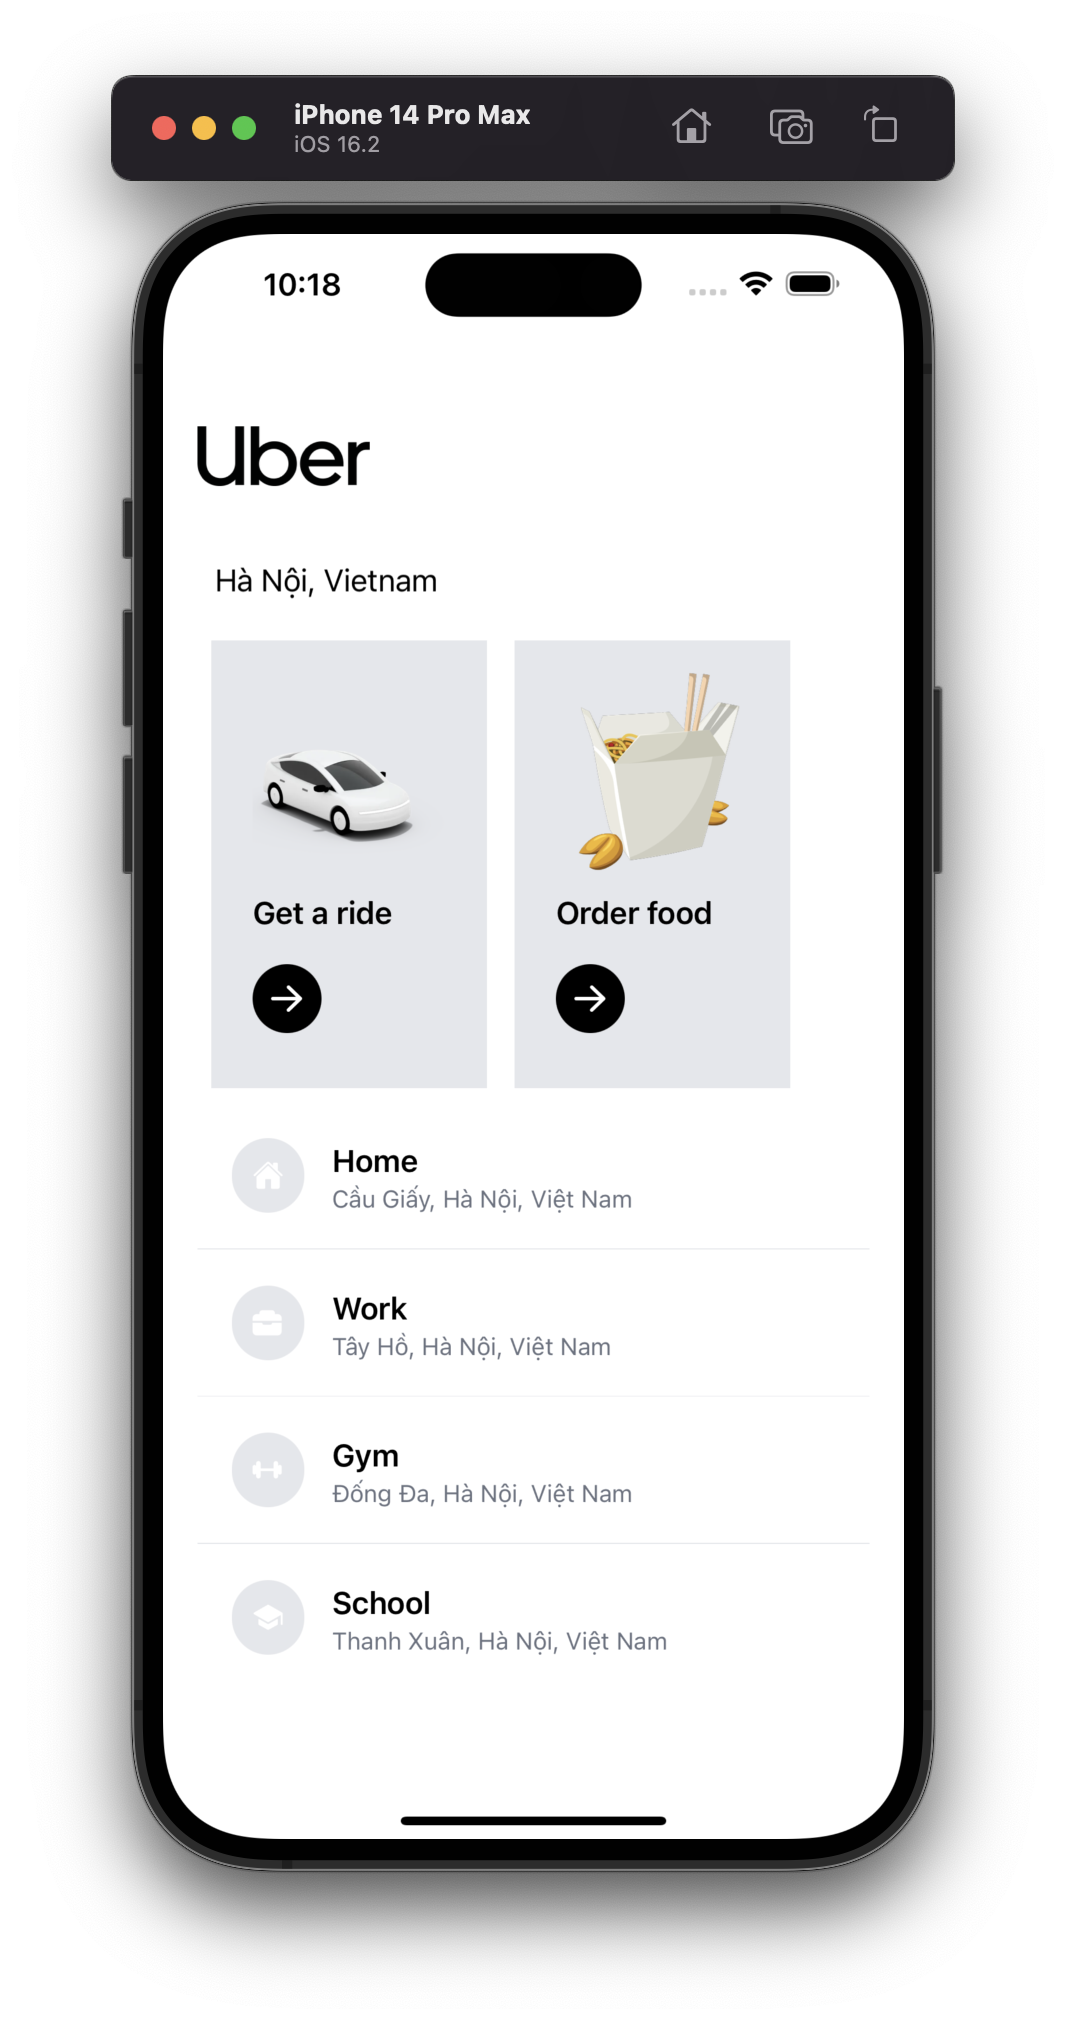 iPhone 14 Pro Max
iOS 16.2
10:18
Uber
Hà Nội, Vietnam
Get a ride
Order food
Home
Cầu Giấy, Hà Nội, Việt Nam
Work
Tây Hồ, Hà Nội, Việt Nam
Gym
Đống Đa, Hà Nội, Việt Nam
School
Thanh Xuân, Hà Nội, Việt Nam